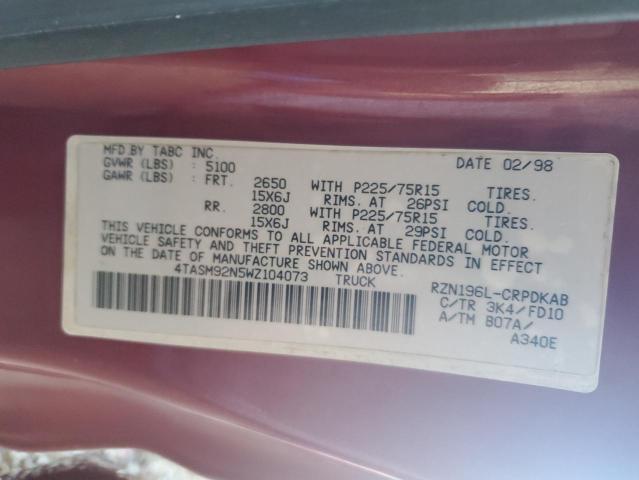 MFD.BY TABC INC. DATE 02/98
GVWR (LBS) : 5100
GAWR (LBS) : FRT. 2650 WITH P225/75R15 TIRES.
15X6J RIMS. AT 26PSI COLD.
RR. 2800 WITH P225/75R15 TIRES.
15X6J RIMS. AT 29PSI COLD.
THIS VEHICLE CONFORMS TO ALL APPLICABLE FEDERAL MOTOR
VEHICLE SAFETY AND THEFT PREVENTION STANDARDS IN EFFECT
ON THE DATE OF MANUFACTURE SHOWN ABOVE.
4TASM92N5WZ104073 TRUCK RZN196L-CRPDKAB
C/TR 3K4/FD10
A/TM B07A/
A340E